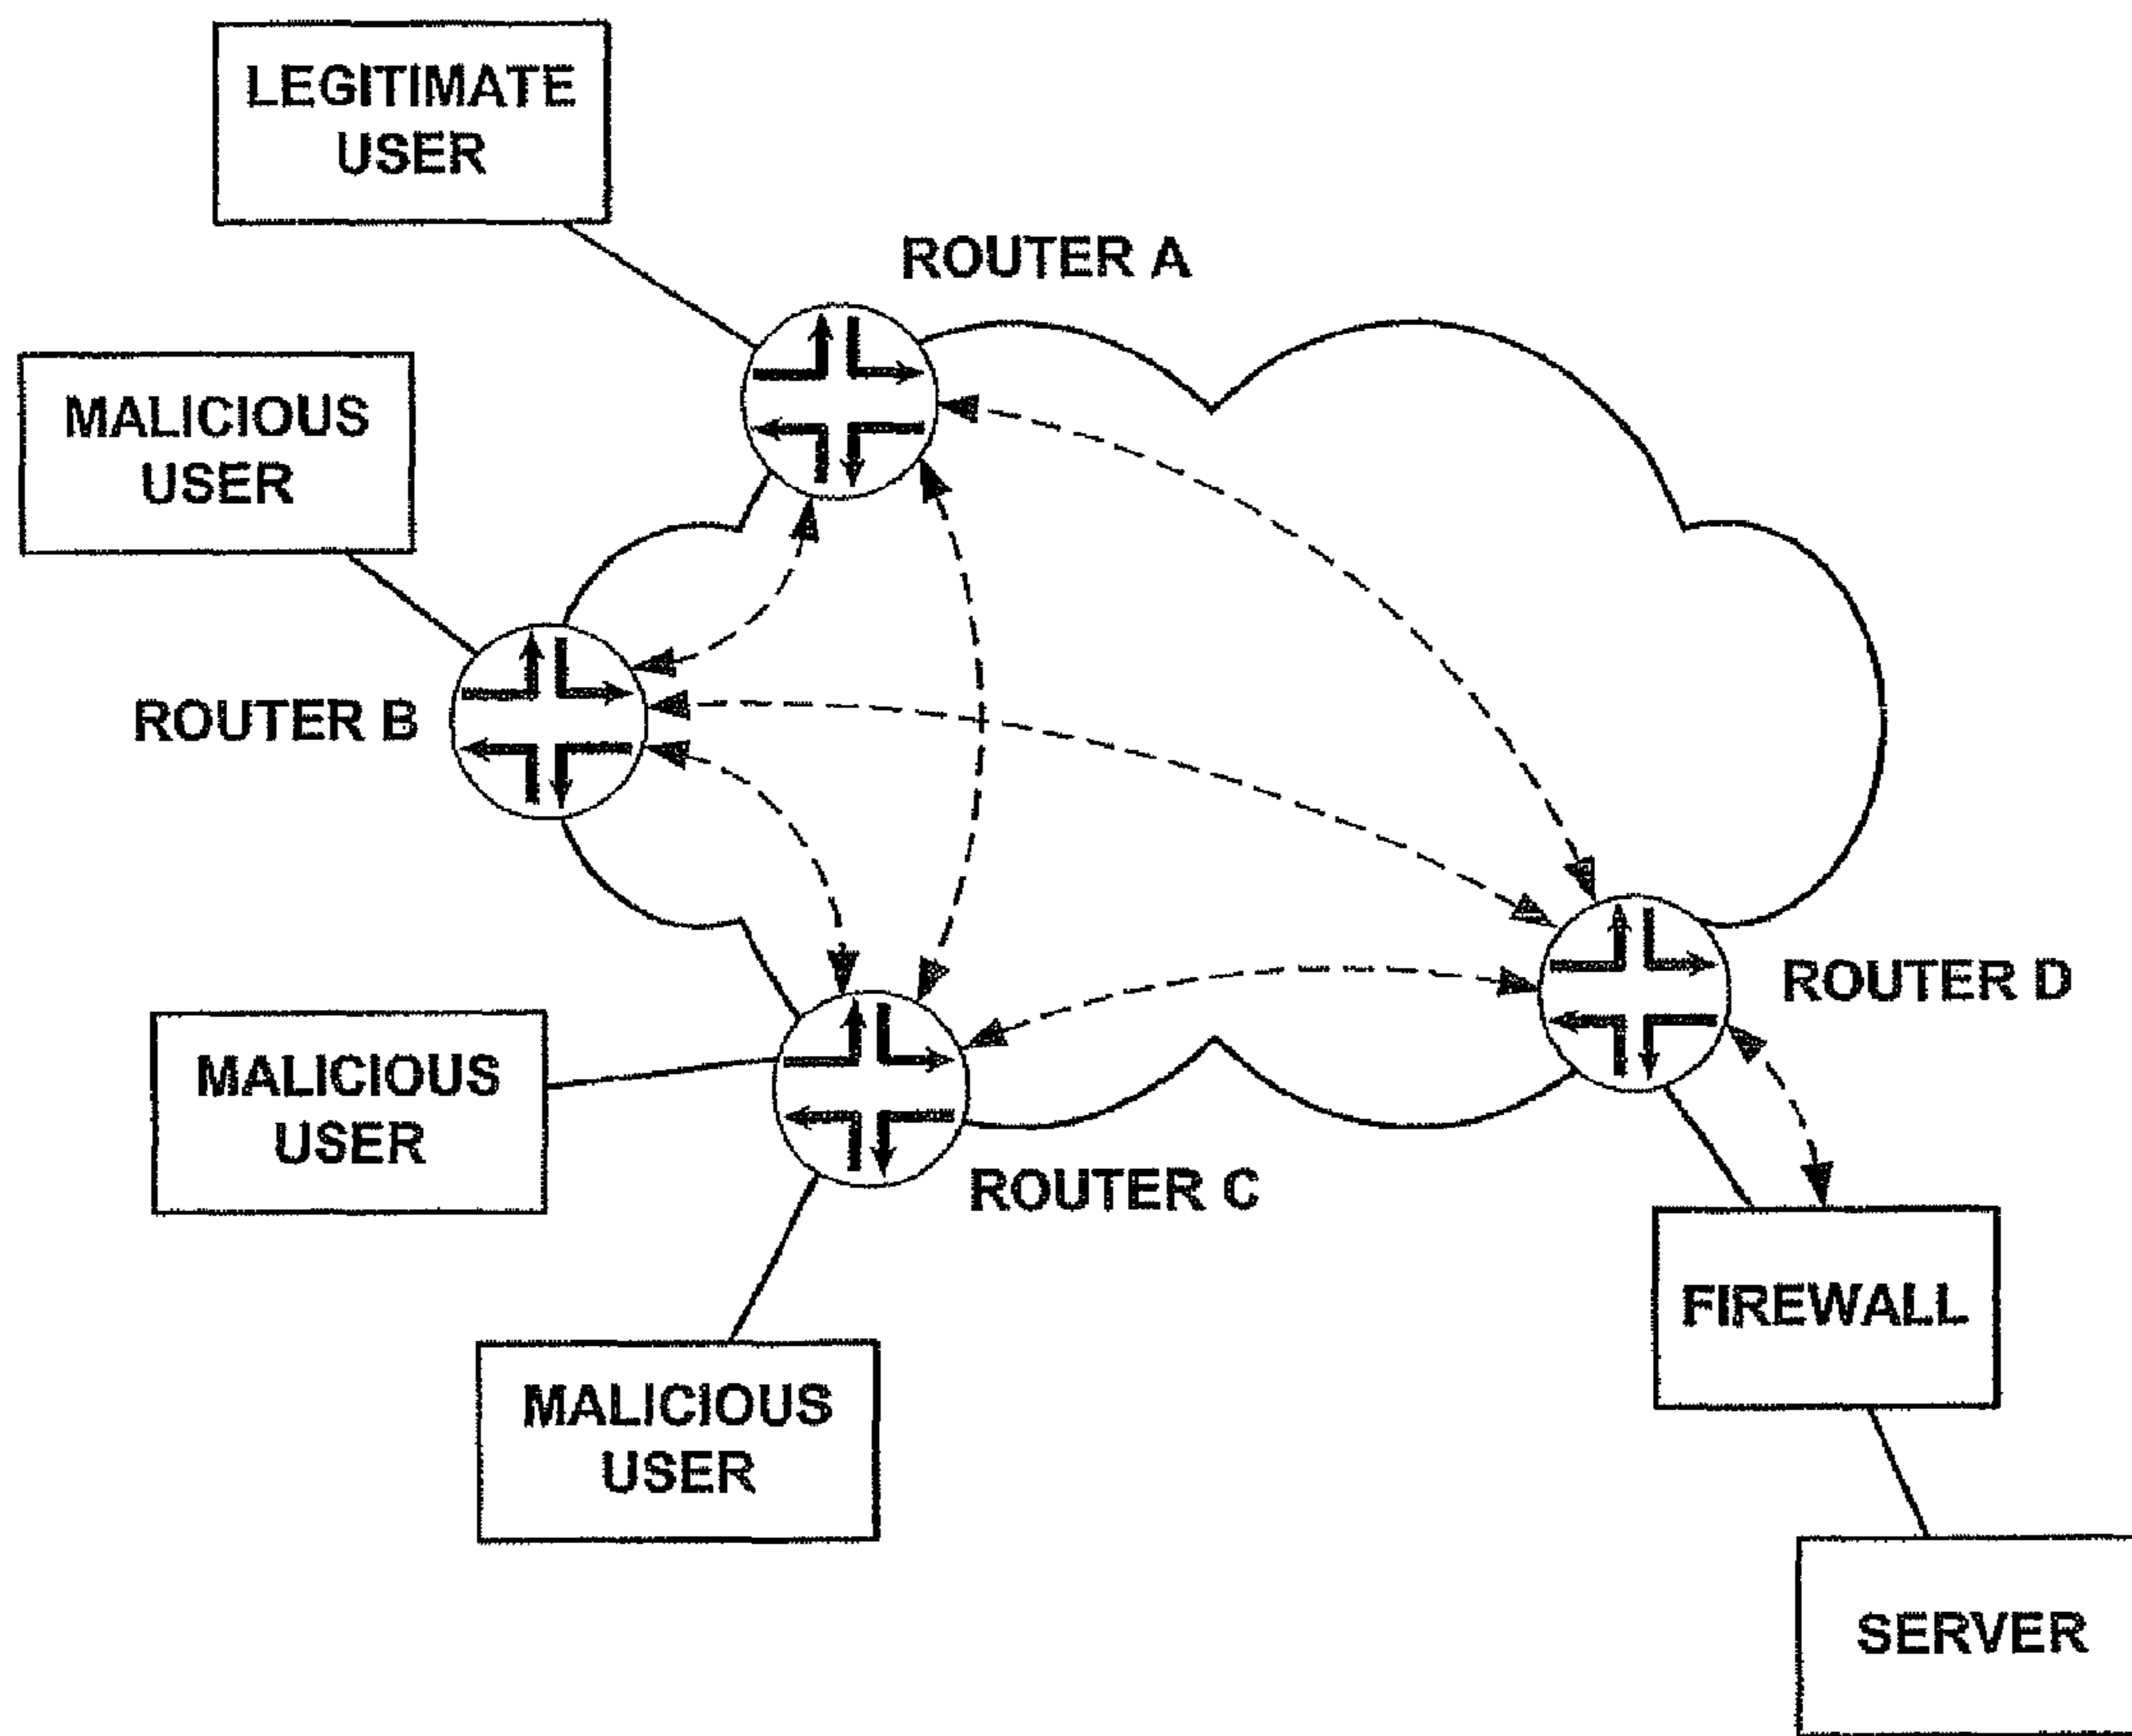 LEGITIMATE
USER
ROUTER A
MALICIOUS
USER
ROUTER B
ROUTER D
MALICIOUS
USER
ROUTER C
FIREWALL
MALICIOUS
USER
SERVER